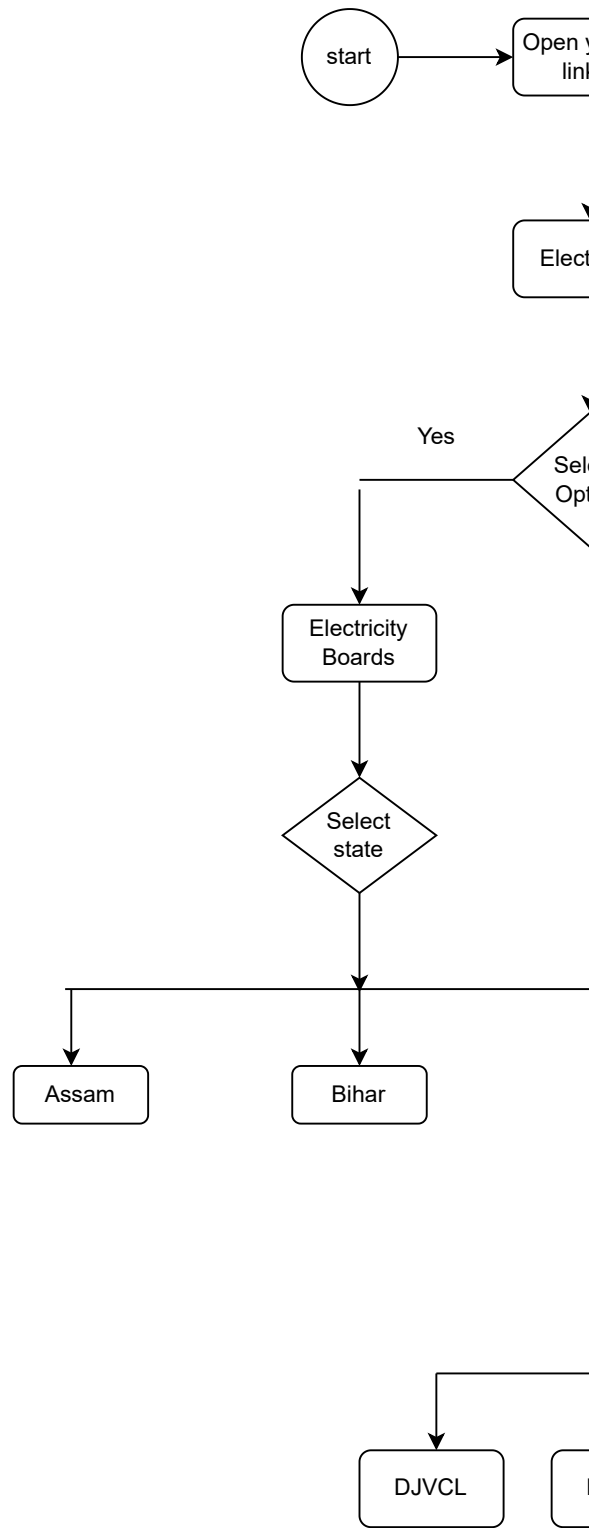 start
Open
link
Elect
Yes
Sele
Opt
Electricity
Boards
Select
state
Assam
Bihar
DJVCL